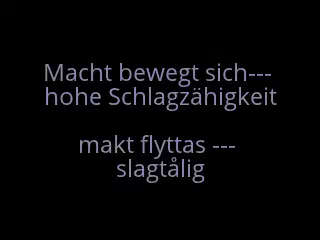 Macht bewegt sich---
hohe Schlagzähigkeit
makt flyttas ---
slagtålig